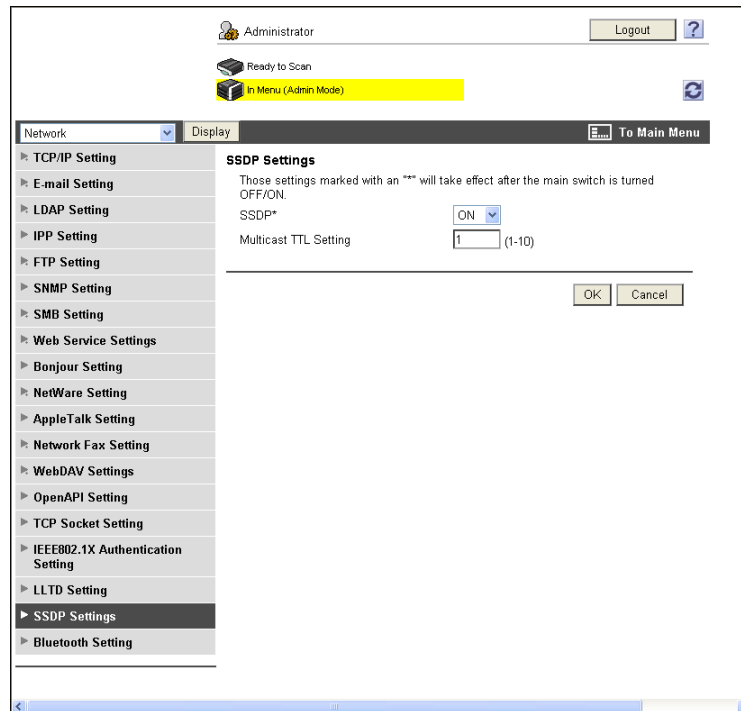 Administrator
Logout
?
Ready to Scan
In Menu (Admin Mode)
Network
Display
To Main Menu
TCP/IP Setting
E-mail Setting
LDAP Setting
IPP Setting
FTP Setting
SNMP Setting
SMB Setting
Web Service Settings
Bonjour Setting
NetWare Setting
AppleTalk Setting
Network Fax Setting
WebDAV Settings
OpenAPI Setting
TCP Socket Setting
IEEE802.1X Authentication
Setting
LLTD Setting
SSDP Settings
Bluetooth Setting
SSDP Settings
Those settings marked with an "*" will take effect after the main switch is turned
OFF/ON.
SSDP* ON
Multicast TTL Setting 1 (1-10)
OK Cancel